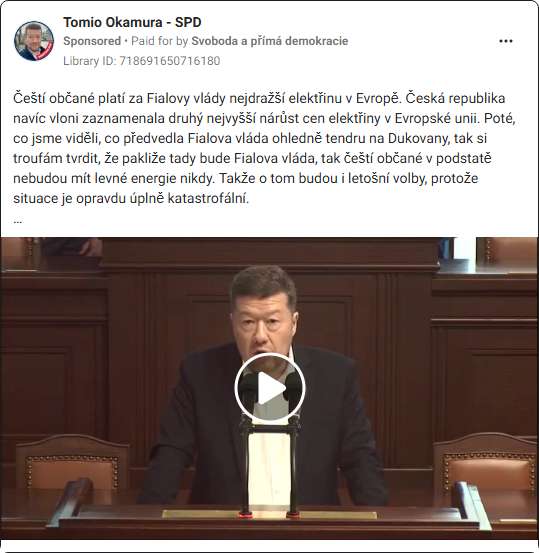 Tomio Okamura - SPD
Sponsored • Paid for by Svoboda a přímá demokracie
Library ID: 718691650716180
Čeští občané platí za Fialovy vlády nejdražší elektřinu v Evropě. Česká republika
navíc vloni zaznamenala druhý nejvyšší nárůst cen elektřiny v Evropské unii. Poté,
co jsme viděli, co předvedla Fialova vláda ohledně tendru na Dukovany, tak si
troufám tvrdit, že pakliže tady bude Fialova vláda, tak čeští občané v podstatě
nebudou mít levné energie nikdy. Takže o tom budou i letošní volby, protože
situace je opravdu úplně katastrofální.
...